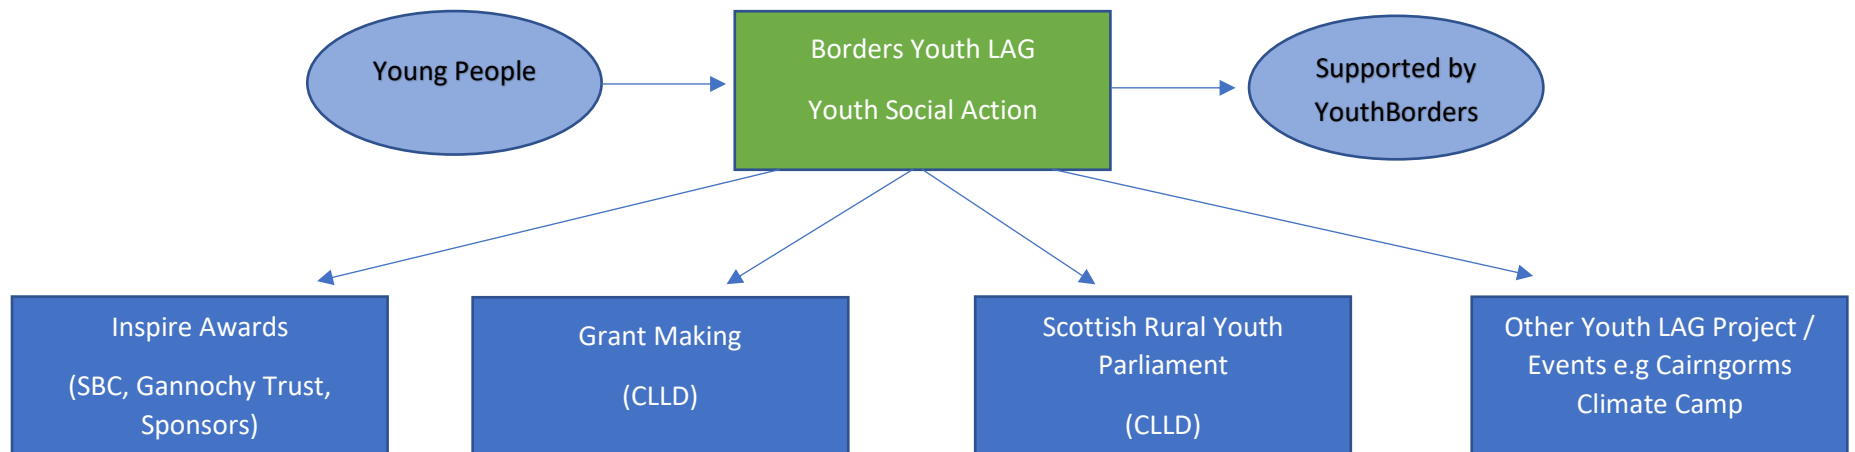 Young People
Borders Youth LAG
Youth Social Action
Supported by
YouthBorders
Inspire Awards
(SBC, Gannochy Trust,
Sponsors)
Grant Making
(CLLD)
Scottish Rural Youth
Parliament
(CLLD)
Other Youth LAG Project /
Events e.g Cairngorms
Climate Camp